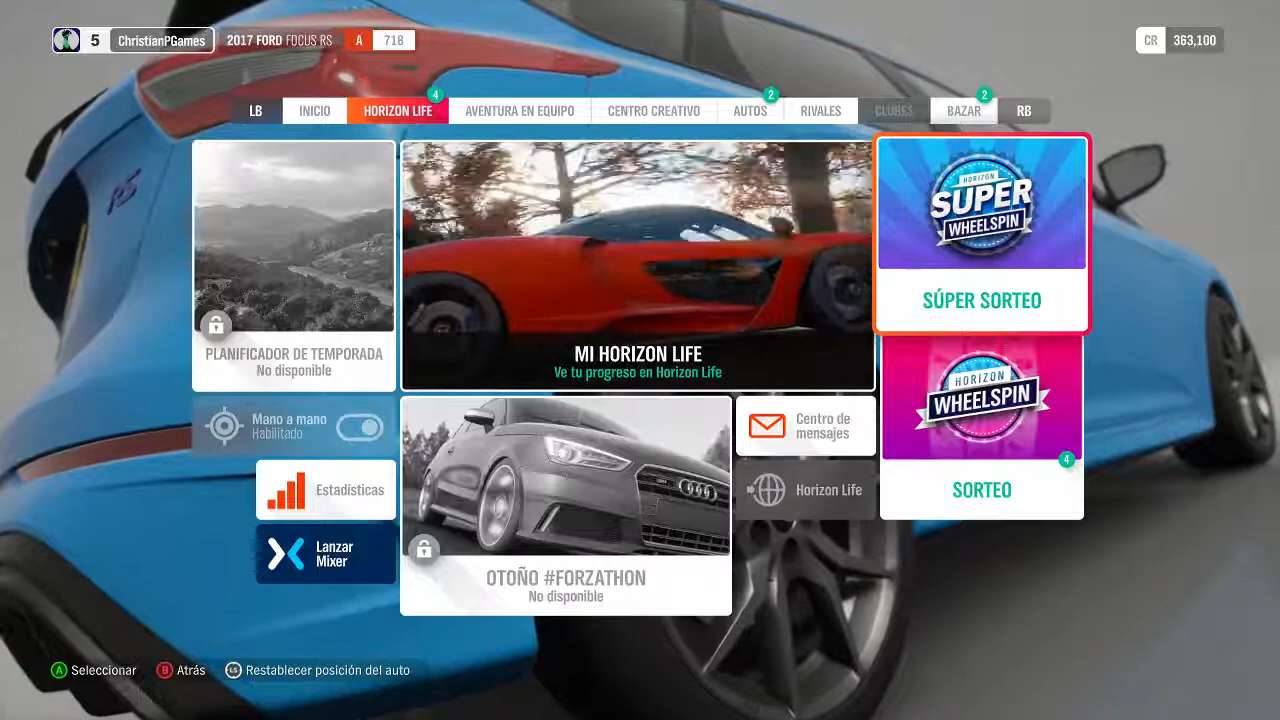 5 ChristianPGames 2017 FORD FOCUS RS A 718
CR 363,100
LB INICIO HORIZON LIFE 4 AVENTURA EN EQUIPO CENTRO CREATIVO AUTOS 2 RIVALES CLUBES BAZAR 2 RB
RS
PLANIFICADOR DE TEMPORADA
No disponible
MI HORIZON LIFE
Ve tu progreso en Horizon Life
HORIZON
SUPER
WHEELSPIN
SÚPER SORTEO
HORIZON
WHEELSPIN
4
SORTEO
Mano a mano
Habilitado
Estadísticas
Lanzar
Mixer
OTOÑO #FORZATHON
No disponible
Centro de
mensajes
Horizon Life
A Seleccionar B Atrás LS Restablecer posición del auto